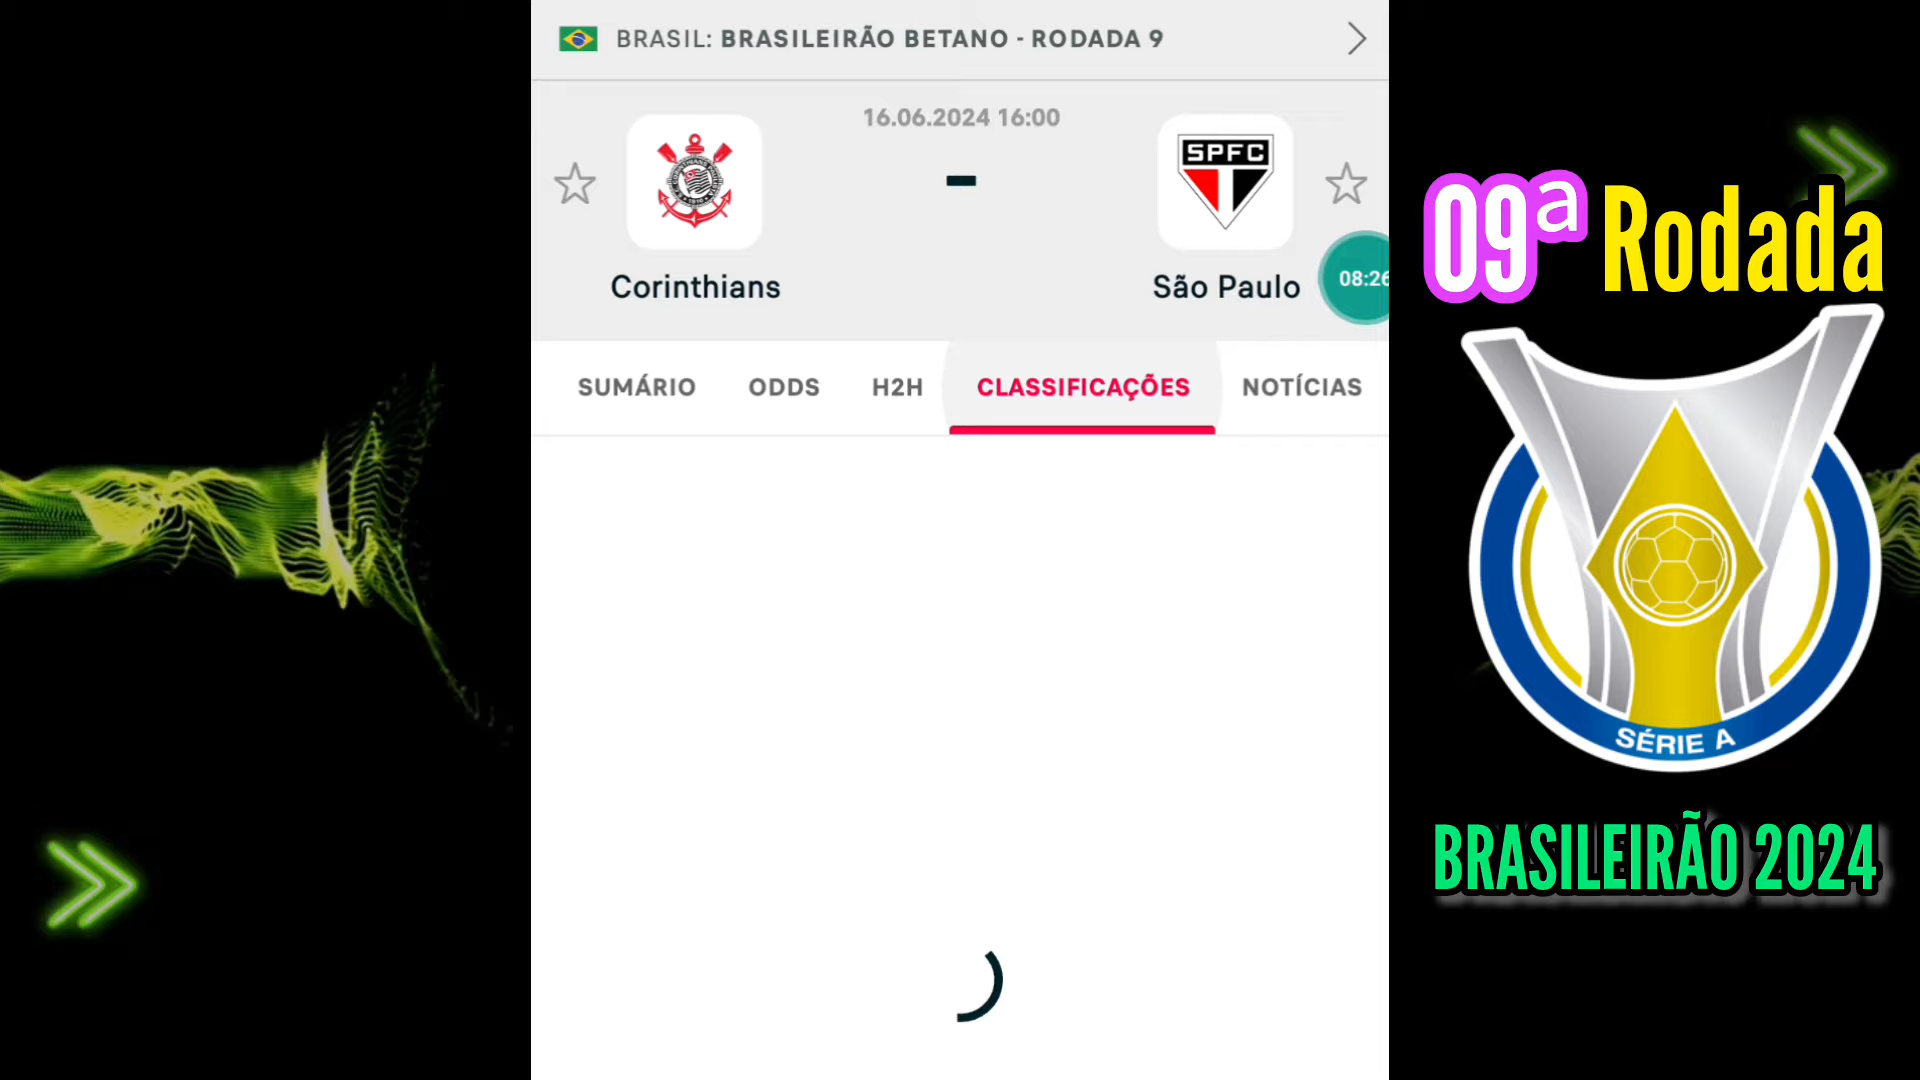 BRASIL: BRASILEIRÃO BETANO - RODADA 9
16.06.2024 16:00
-
SPFC
Corinthians
São Paulo
08:26
SUMÁRIO
ODDS
H2H
CLASSIFICAÇÕES
NOTÍCIAS
09ª Rodada
SÉRIE A
BRASILEIRÃO 2024